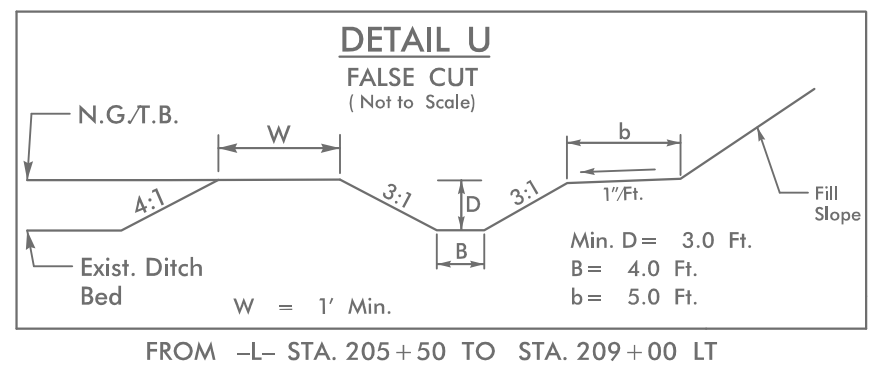 DETAIL U
FALSE CUT
( Not to Scale)
N.G./T.B.
W
b
4:1
3:1
D
3:1
1"/Ft.
Fill
Slope
B
Exist. Ditch
Bed
Min. D = 3.0 Ft.
B = 4.0 Ft.
b = 5.0 Ft.
W = 1' Min.
FROM –L– STA. 205+50 TO STA. 209+00 LT